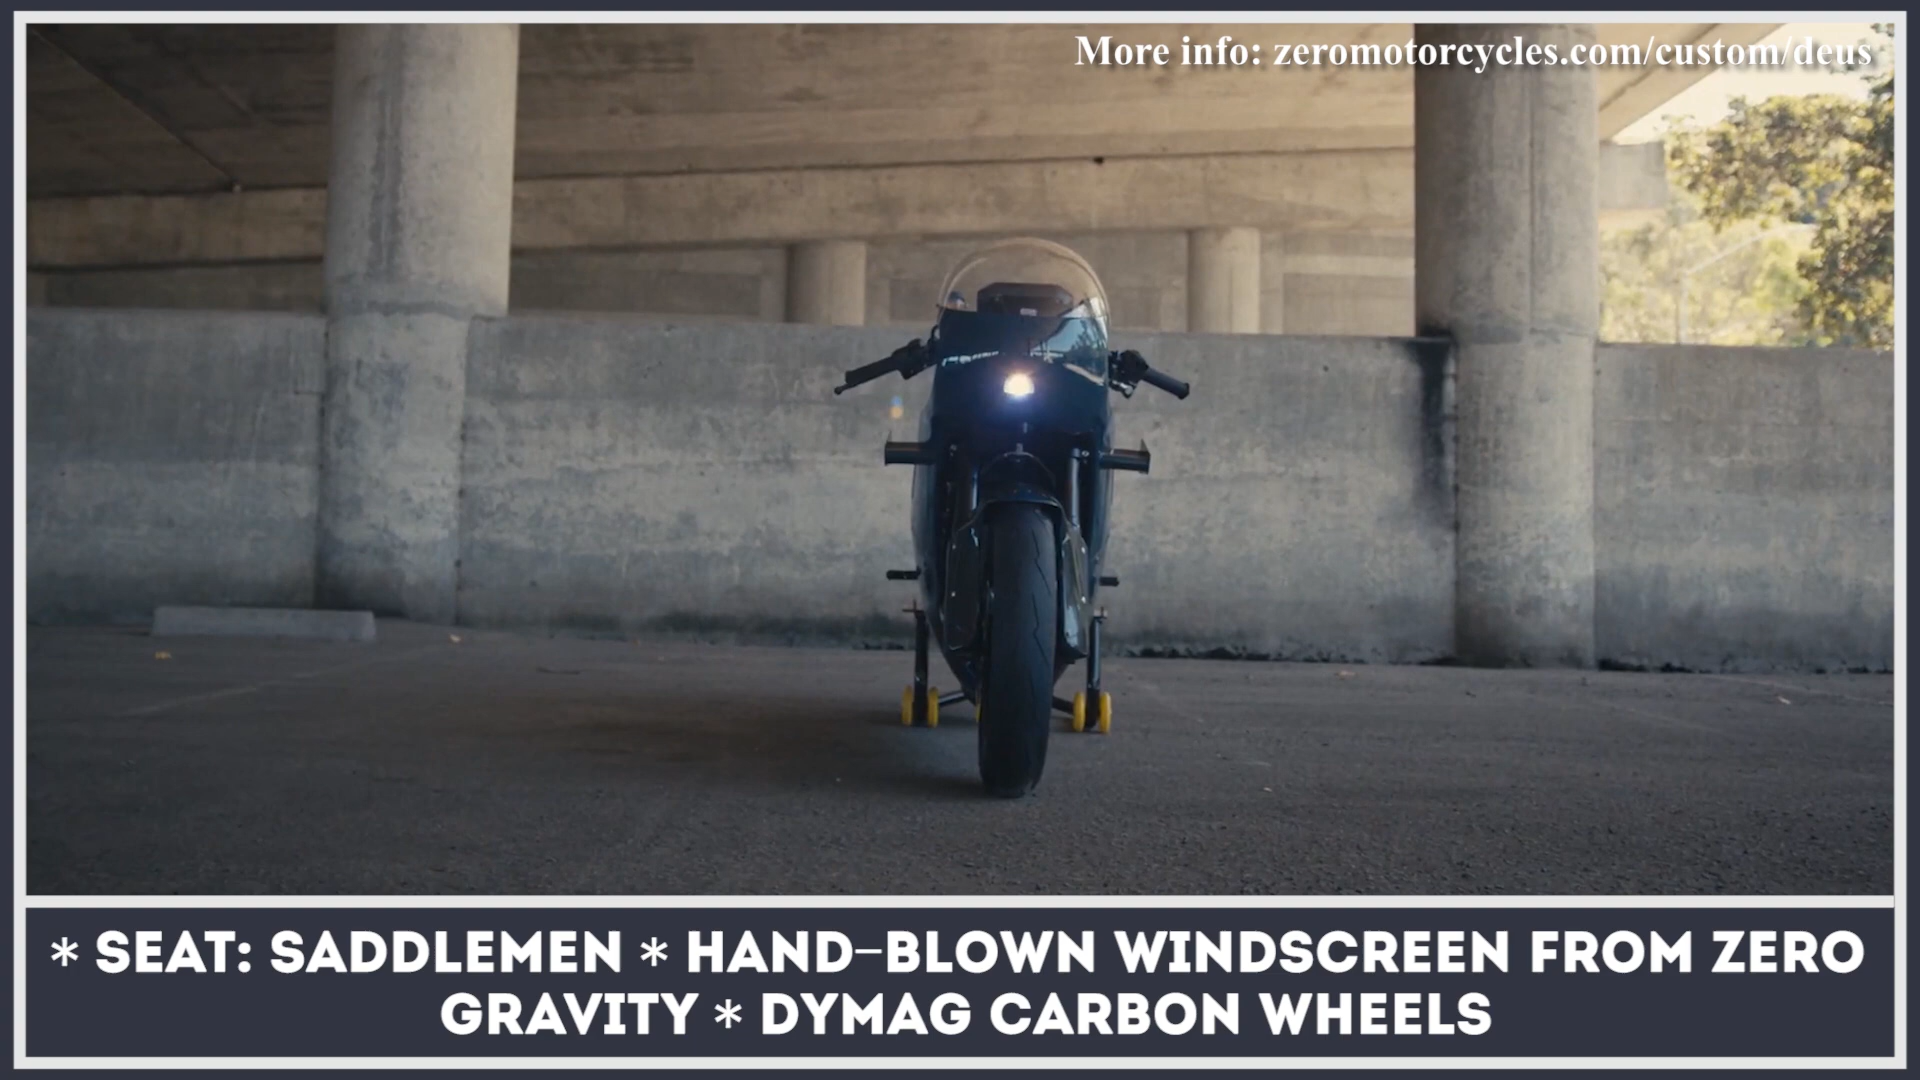 More info: zeromotorcycles.com/custom/deus
* SEAT: SADDLEMEN * HAND-BLOWN WINDSCREEN FROM ZERO
GRAVITY * DYMAG CARBON WHEELS